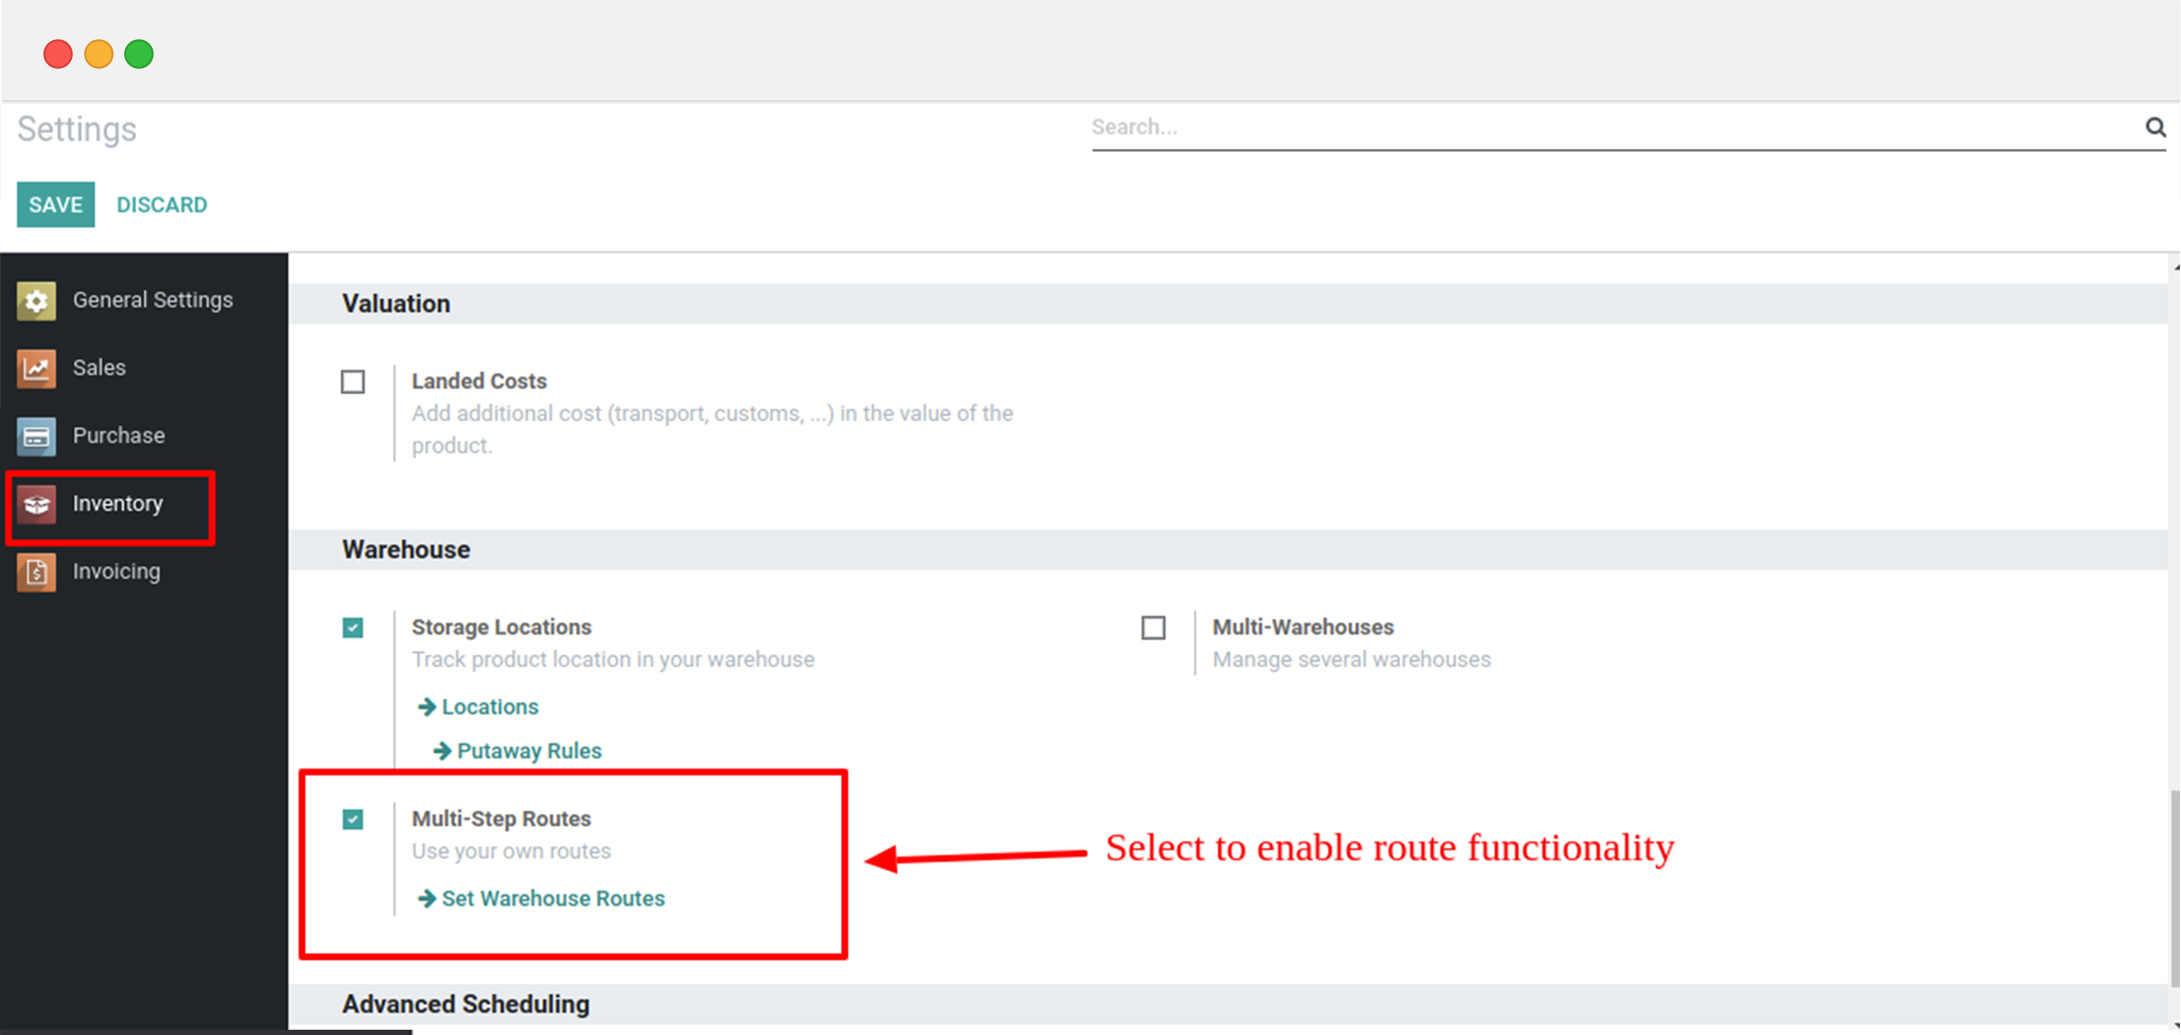 Settings
Search...
SAVE
DISCARD
General Settings
Sales
Purchase
Inventory
Invoicing
Valuation
Landed Costs
Add additional cost (transport, customs, ...) in the value of the
product.
Warehouse
Storage Locations
Track product location in your warehouse
Locations
Putaway Rules
Multi-Warehouses
Manage several warehouses
Multi-Step Routes
Use your own routes
Set Warehouse Routes
Select to enable route functionality
Advanced Scheduling